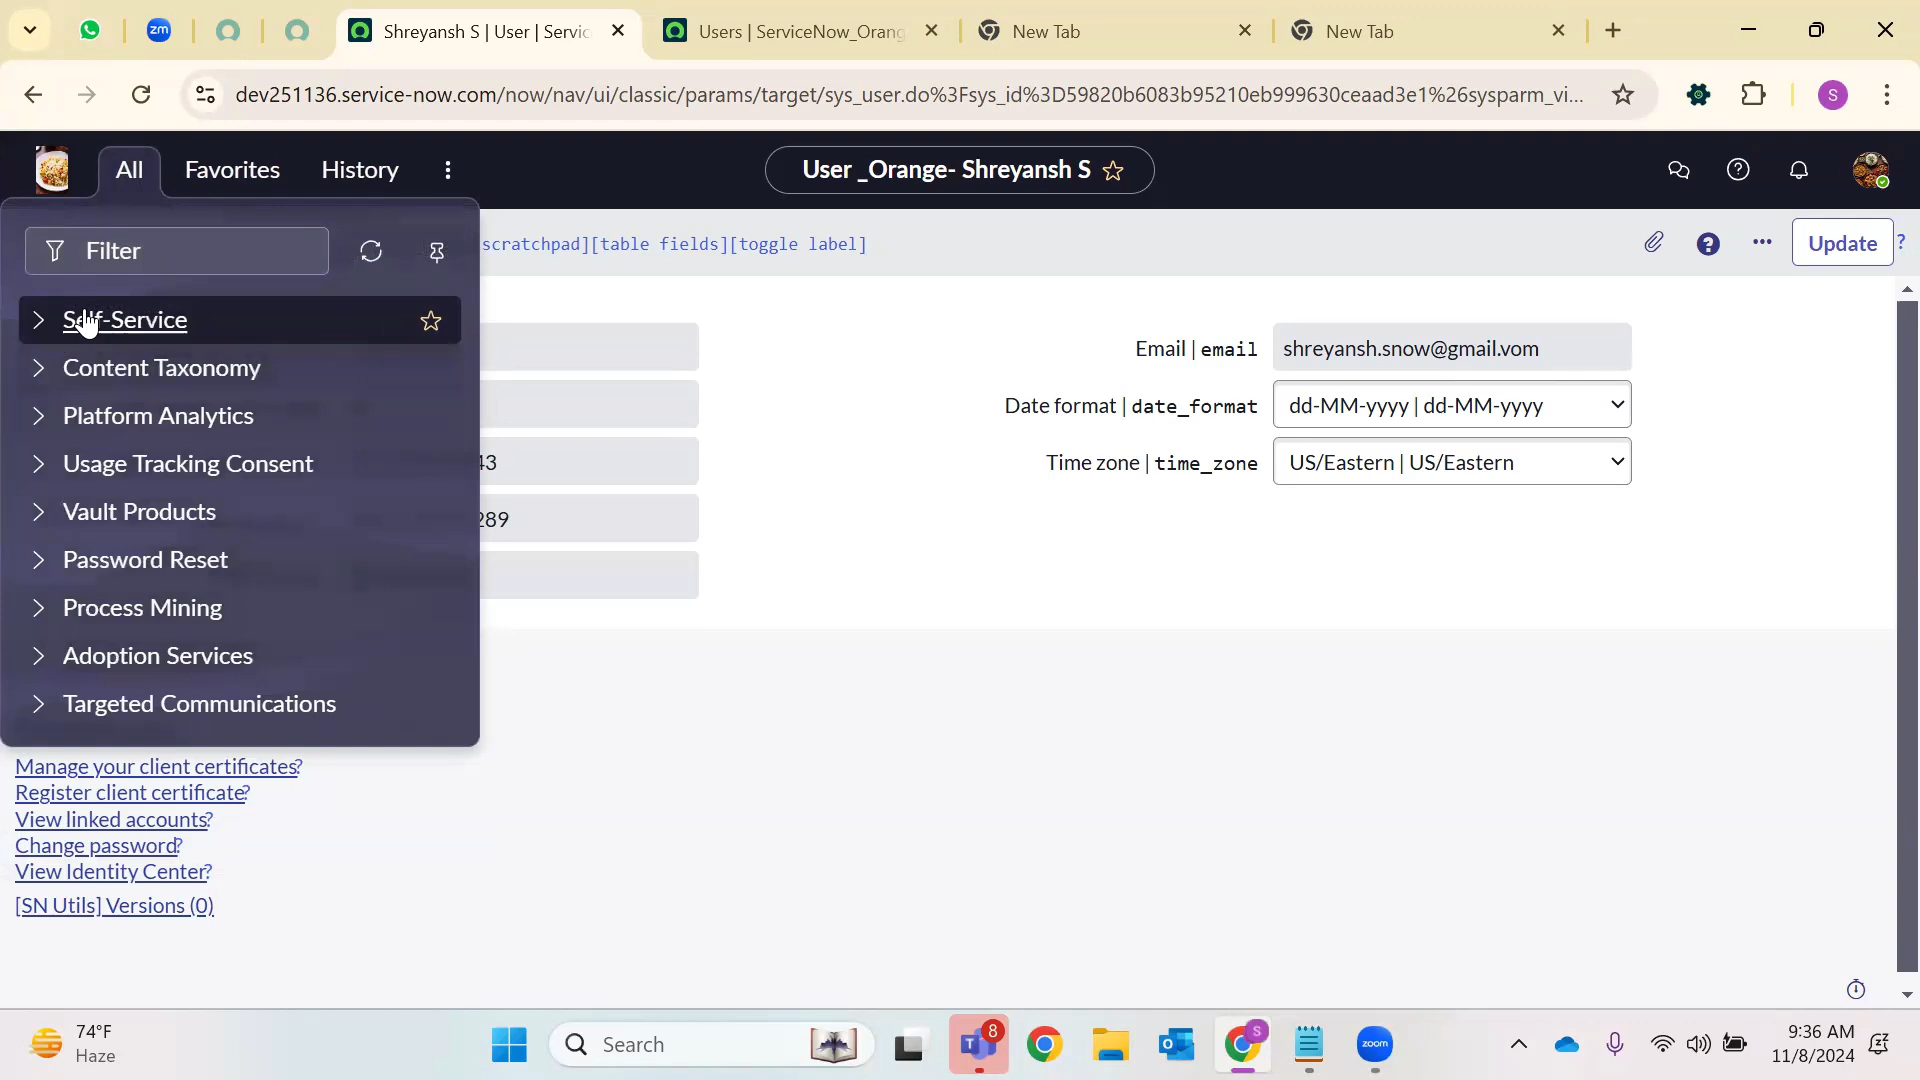 zm
Shreyansh S | User | Servic
Users | ServiceNow_Orang
New Tab
New Tab
dev251136.service-now.com/now/nav/ui/classic/params/target/sys_user.do%3Fsys_id%3D59820b6083b95210eb999630ceaad3e1%26sysparm_vi...
S
All
Favorites
History
User _Orange- Shreyansh S
Filter
scratchpad][table fields][toggle label]
Update
?
Self-Service
Content Taxonomy
Platform Analytics
Usage Tracking Consent
Vault Products
Password Reset
Process Mining
Adoption Services
Targeted Communications
43
289
Email | email
shreyansh.snow@gmail.vom
Date format | date_format
dd-MM-yyyy | dd-MM-yyyy
Time zone | time_zone
US/Eastern | US/Eastern
Manage your client certificates?
Register client certificate?
View linked accounts?
Change password?
View Identity Center?
[SN Utils] Versions (0)
74°F
Haze
Search
8
S
zoom
9:36 AM
11/8/2024